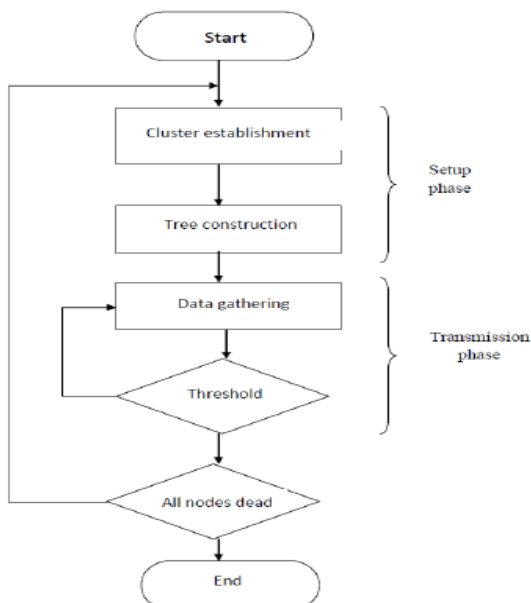 Start
Cluster establishment
Setup
phase
Tree construction
Data gathering
Transmission
phase
Threshold
All nodes dead
End